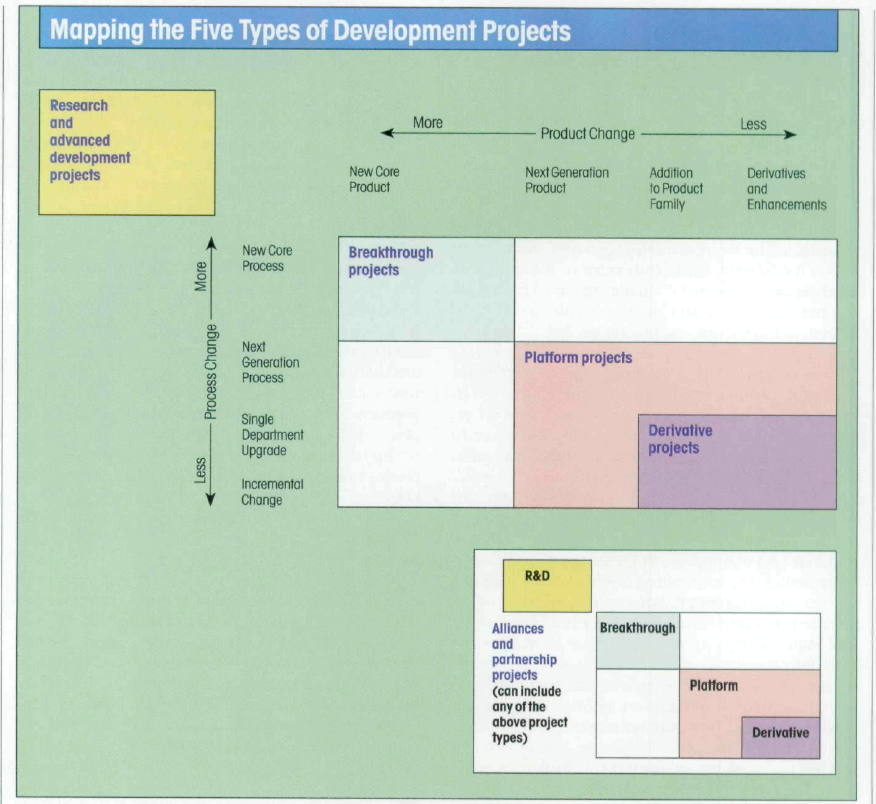 Mapping the Five Types of Development Projects
Research
and
advanced
development
projects
More
Product Change
Less
New Core
Product
Next Generation
Product
Addition
to Product
Family
Derivatives
and
Enhancements
More
Process Change
Less
New Core
Process
Next
Generation
Process
Single
Department
Upgrade
Incremental
Change
Breakthrough
projects
Platform projects
Derivative
projects
R&D
Alliances
and
partnership
projects
(can include
any of the
above project
types)
Breakthrough
Platform
Derivative